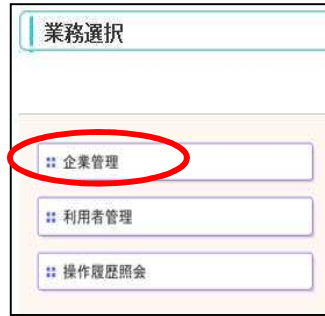 業務選択
企業管理
利用者管理
操作履歴照会